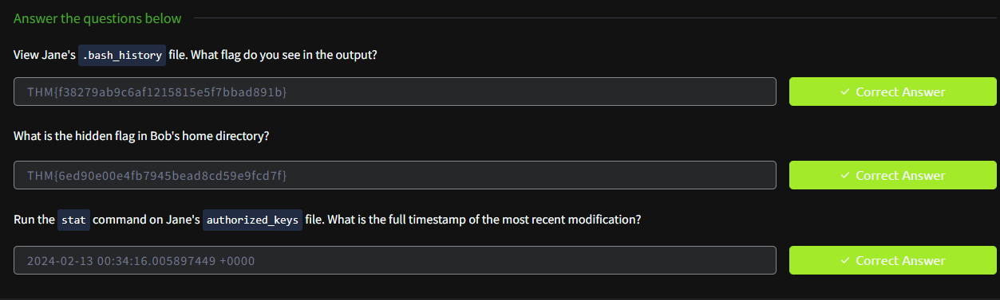 Answer the questions below
View Jane's .bash_history file. What flag do you see in the output?
THM{f38279ab9c6af1215815e5f7bbad891b}
✓ Correct Answer
What is the hidden flag in Bob's home directory?
THM{6ed90e00e4fb7945bead8cd59e9fcd7f}
✓ Correct Answer
Run the stat command on Jane's authorized_keys file. What is the full timestamp of the most recent modification?
2024-02-13 00:34:16.005897449 +0000
✓ Correct Answer